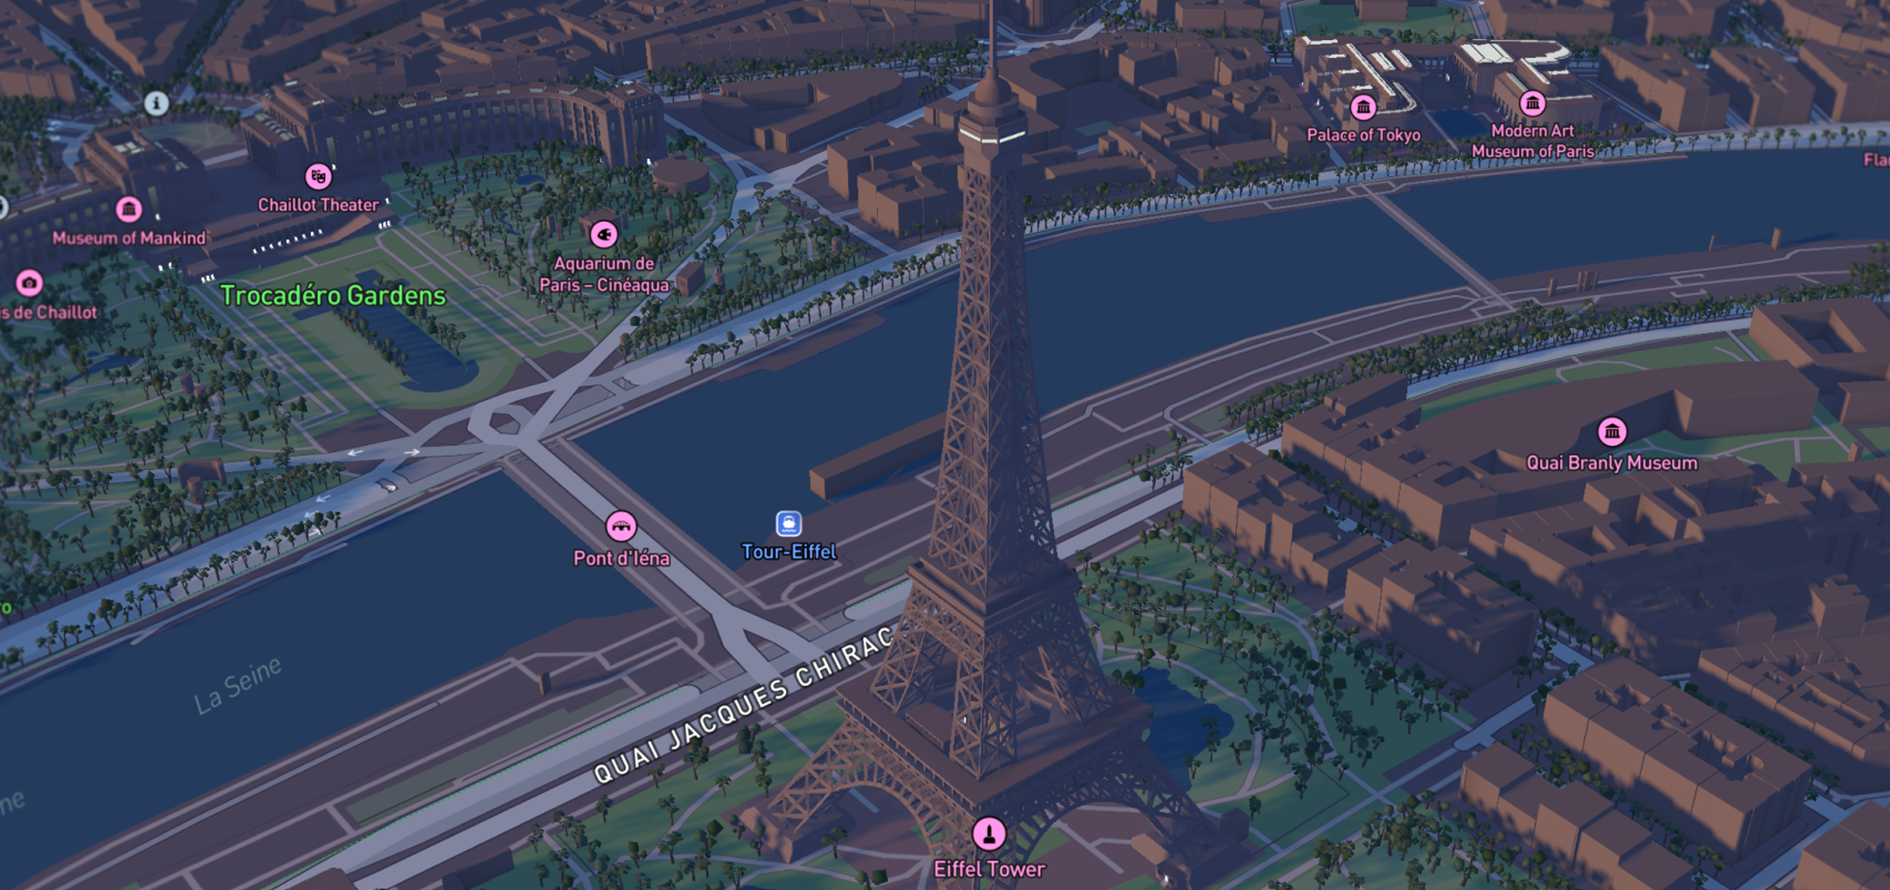 Palace of Tokyo
Modern Art
Museum of Paris
Chaillot Theater
Museum of Mankind
Aquarium de
Paris – Cinéaqua
Trocadéro Gardens
is de Chaillot
Quai Branly Museum
Pont d'Iéna
Tour-Eiffel
QUAI JACQUES CHIRAC
La Seine
Eiffel Tower